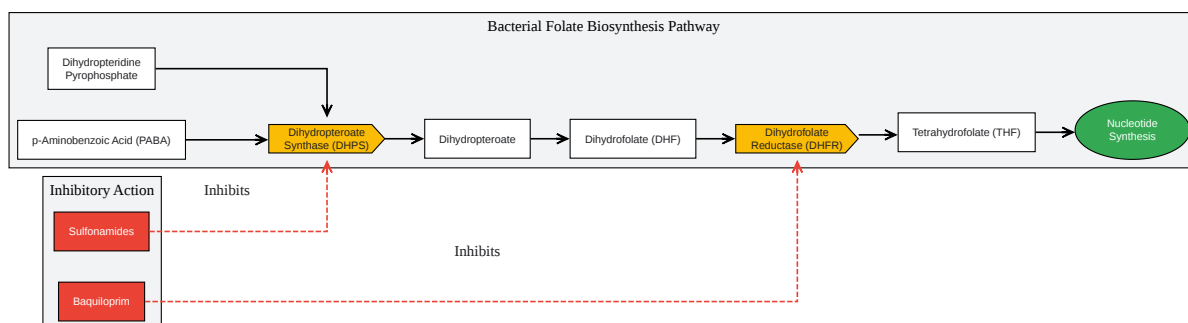 Bacterial Folate Biosynthesis Pathway
Dihydropteridine
Pyrophosphate
p-Aminobenzoic Acid (PABA)
Dihydropteroate
Synthase (DHPS)
Dihydropteroate
Dihydrofolate (DHF)
Dihydrofolate
Reductase (DHFR)
Tetrahydrofolate (THF)
Nucleotide
Synthesis
Inhibitory Action
Inhibits
Sulfonamides
Inhibits
Baquiloprim